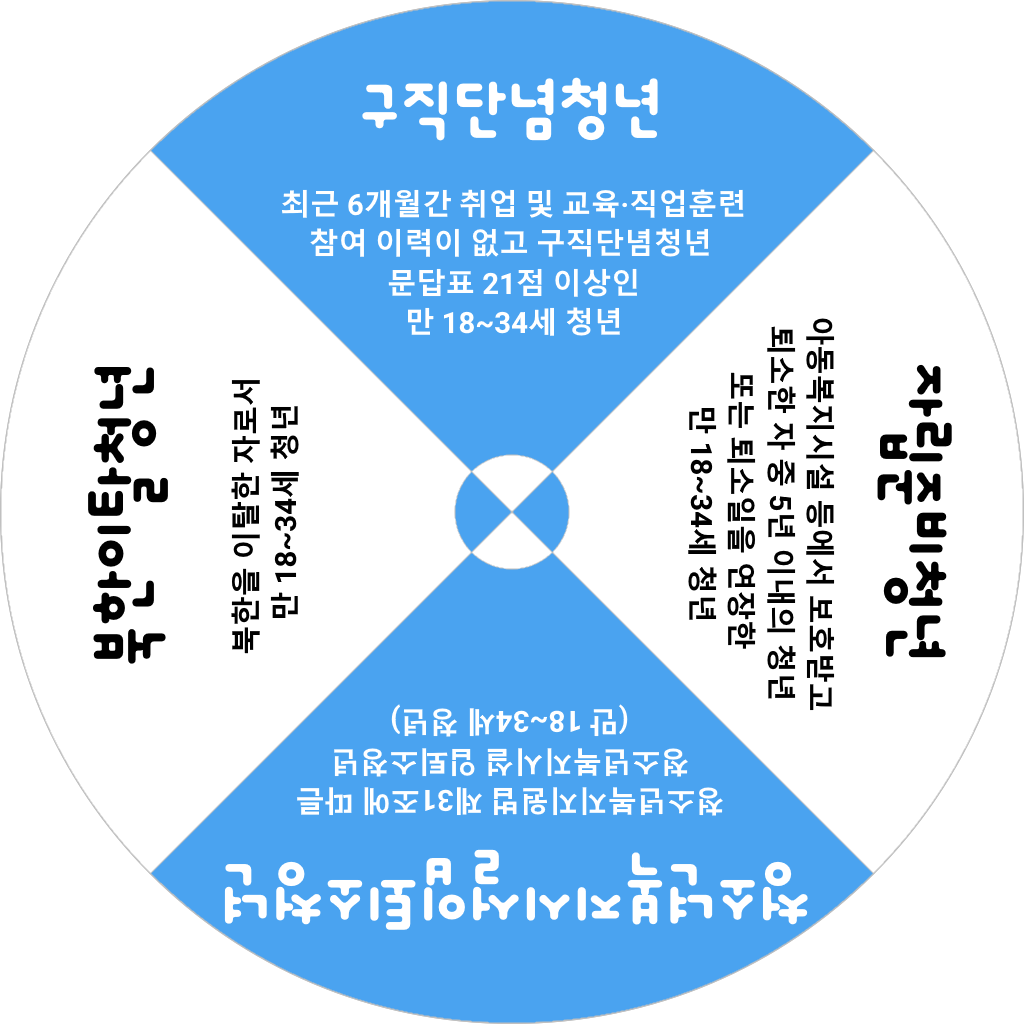 구직단념청년
최근 6개월간 취업 및 교육·직업훈련
참여 이력이 없고 구직단념청년
문답표 21점 이상인
만 18~34세 청년
자립준비청년
아동복지시설 등에서 보호받고
퇴소한 자 중 5년 이내의 청년
또는 퇴소일을 연장한
만 18~34세 청년
청소년복지시설입퇴소청년
청소년복지지원법 제31조에 따른
청소년복지시설 입퇴소청년
(만 18~34세 청년)
북한이탈청년
북한을 이탈한 자로서
만 18~34세 청년